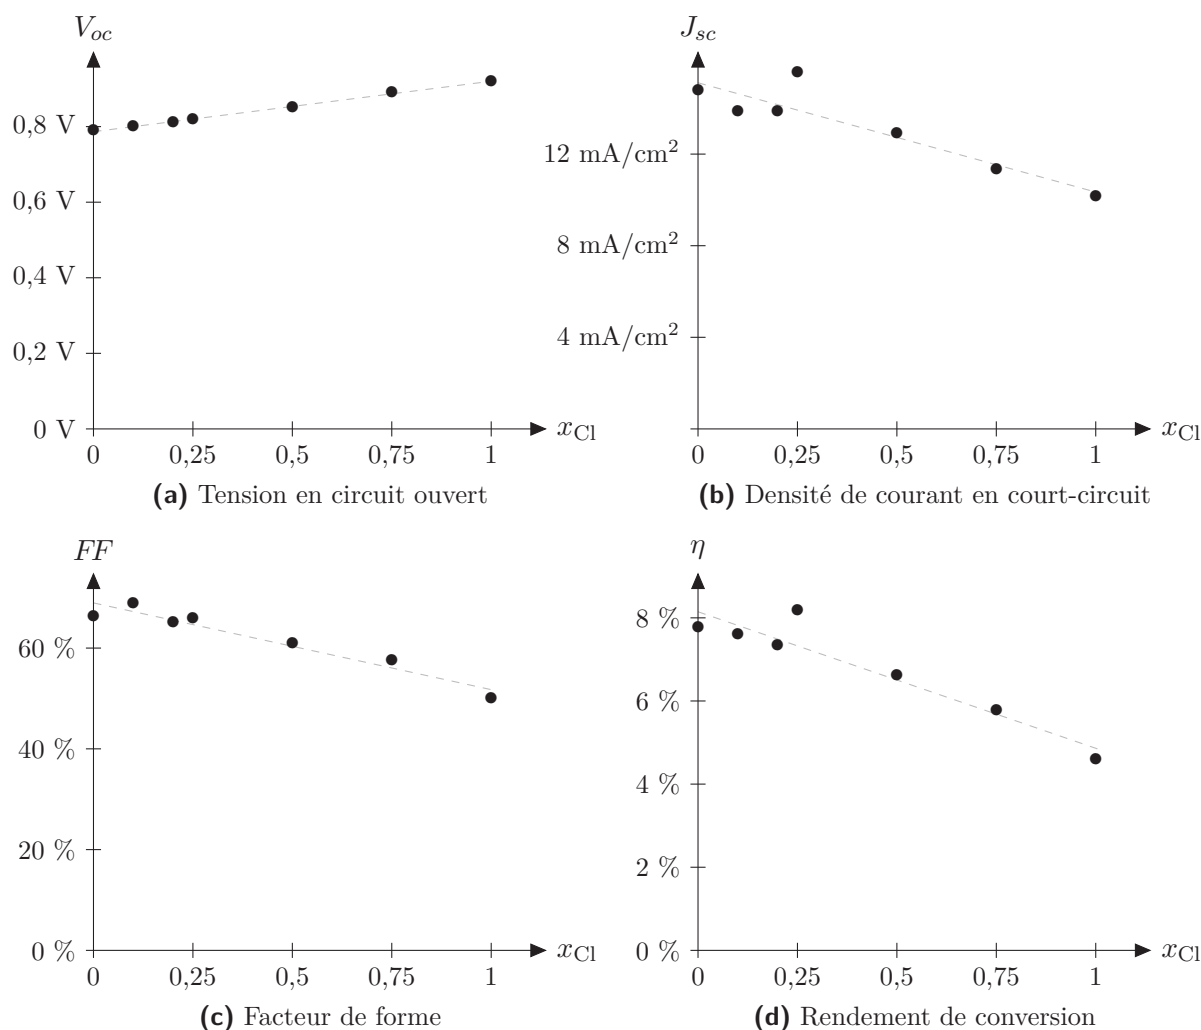 V_oc
0,8 V
0,6 V
0,4 V
0,2 V
0 V
0 0,25 0,5 0,75 1
x_Cl
(a) Tension en circuit ouvert
J_sc
12 mA/cm²
8 mA/cm²
4 mA/cm²
0 0,25 0,5 0,75 1
x_Cl
(b) Densité de courant en court-circuit
FF
60 %
40 %
20 %
0 %
0 0,25 0,5 0,75 1
x_Cl
(c) Facteur de forme
η
8 %
6 %
4 %
2 %
0 %
0 0,25 0,5 0,75 1
x_Cl
(d) Rendement de conversion